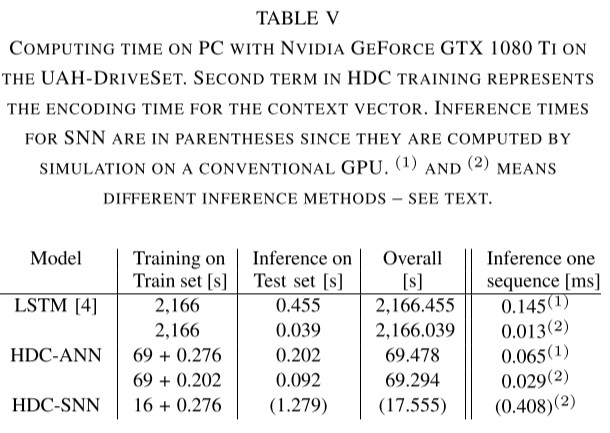 TABLE V
COMPUTING TIME ON PC WITH NVIDIA GEFORCE GTX 1080 TI ON
THE UAH-DRIVESET. SECOND TERM IN HDC TRAINING REPRESENTS
THE ENCODING TIME FOR THE CONTEXT VECTOR. INFERENCE TIMES
FOR SNN ARE IN PARENTHESES SINCE THEY ARE COMPUTED BY
SIMULATION ON A CONVENTIONAL GPU. (1) AND (2) MEANS
DIFFERENT INFERENCE METHODS – SEE TEXT.
Model Training on Inference on Overall Inference one
Train set [s] Test set [s] [s] sequence [ms]
LSTM [4] 2,166 0.455 2,166.455 0.145(1)
2,166 0.039 2,166.039 0.013(2)
HDC-ANN 69 + 0.276 0.202 69.478 0.065(1)
69 + 0.202 0.092 69.294 0.029(2)
HDC-SNN 16 + 0.276 (1.279) (17.555) (0.408)(2)